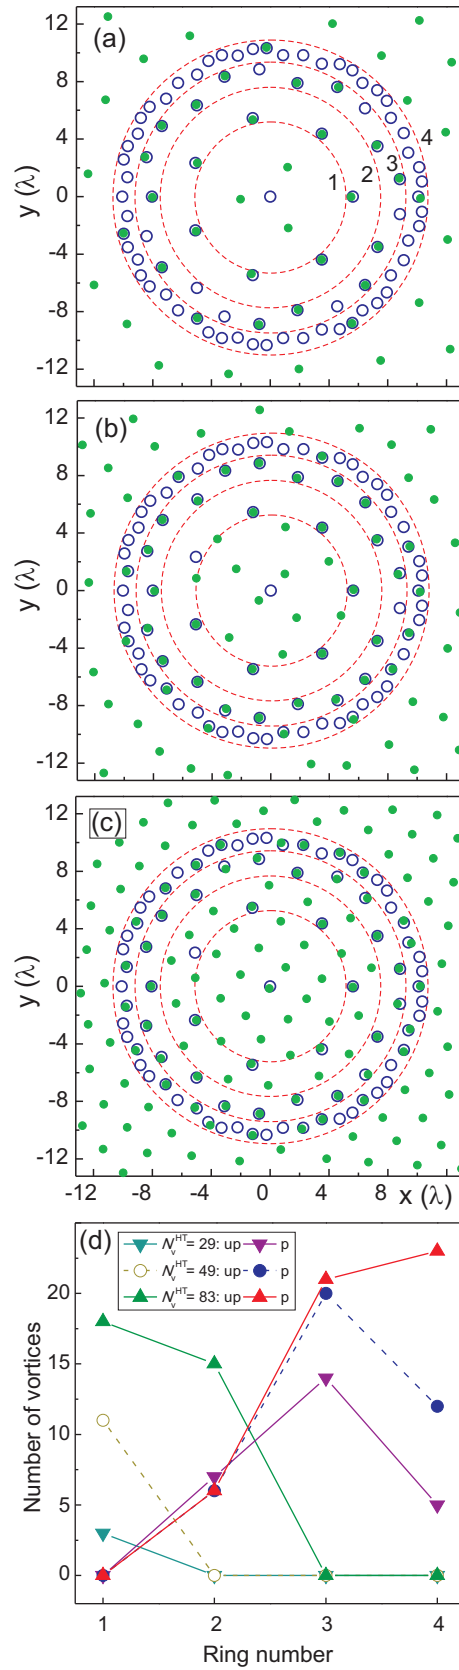 (a)
12
8
4
0
-4
-8
-12
y (λ)
1
2
3
4
(b)
12
8
4
0
-4
-8
-12
y (λ)
(c)
12
8
4
0
-4
-8
-12
y (λ)
-12 -8 -4 0 4 8 12
x (λ)
(d)
N_v^HT = 29: up p
N_v^HT = 49: up p
N_v^HT = 83: up p
20
15
10
5
0
Number of vortices
1 2 3 4
Ring number